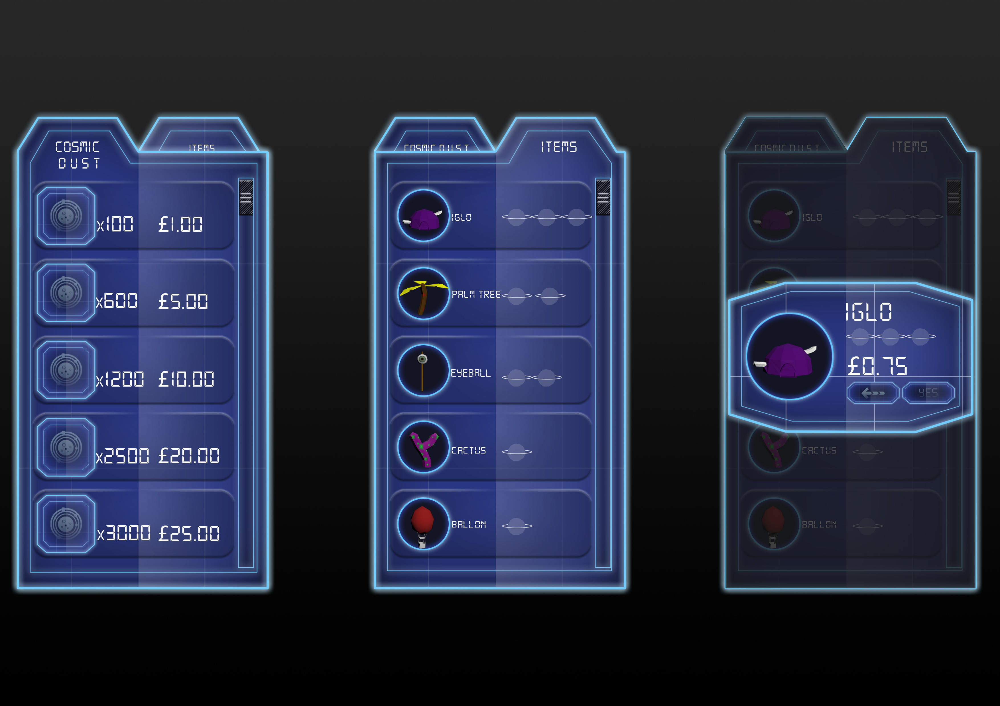 COSMIC
DUST
ITEMS
x100 £1.00
x600 £5.00
x1200 £10.00
x2500 £20.00
x3000 £25.00
COSMIC DUST
ITEMS
IGLO
PALM TREE
EYEBALL
CACTUS
BALLON
COSMIC DUST
ITEMS
IGLO
IGLO
£0.75
YES
CACTUS
BALLON